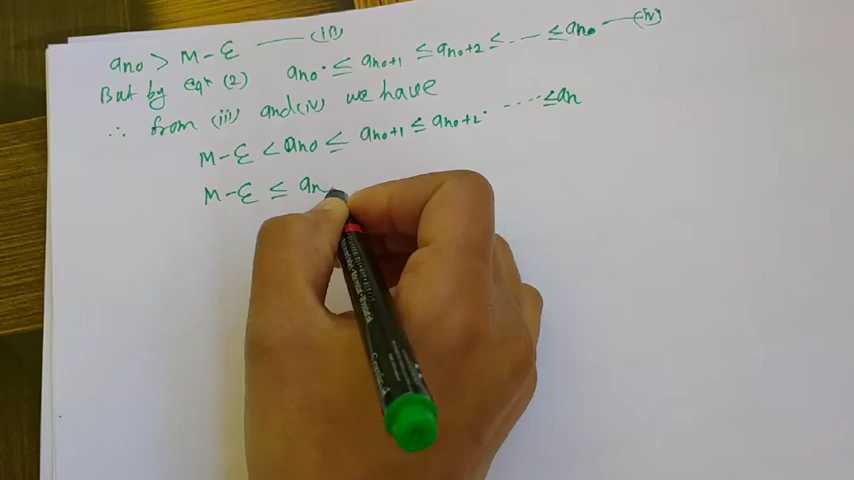 an₀ > M-ε —(iii)
But by eqⁿ (2) an₀ ≤ an₀+1 ≤ an₀+2 ≤ ... ≤ an₀ —(iv)
∴ from (iii) and (iv) we have
M-ε < an₀ ≤ an₀+1 ≤ an₀+2 ..... ≤ an
M-ε ≤ an